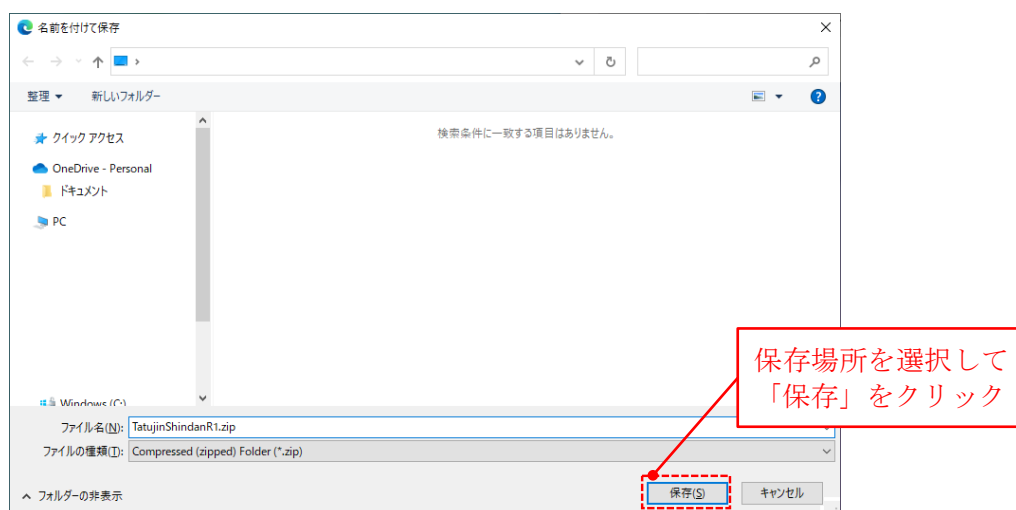 名前を付けて保存
整理 新しいフォルダー
検索条件に一致する項目はありません。
クイック アクセス
OneDrive - Personal
ドキュメント
PC
Windows (C:)
ファイル名(N): TatujinShindanR1.zip
ファイルの種類(T): Compressed (zipped) Folder (*.zip)
フォルダーの非表示
保存(S) キャンセル
保存場所を選択して
「保存」をクリック